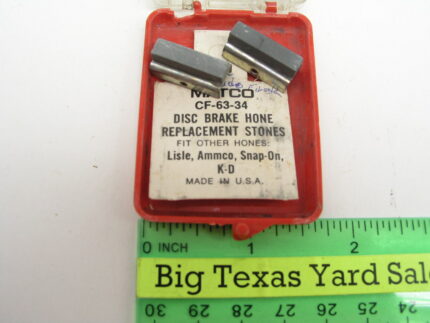 MATCO
CF-63-34
DISC BRAKE HONE
REPLACEMENT STONES
FIT OTHER HONES:
Lisle, Ammco, Snap-On,
K-D
MADE IN U.S.A.
0 INCH 1 2
Big Texas Yard Sale
30 29 28 27 26 25 24